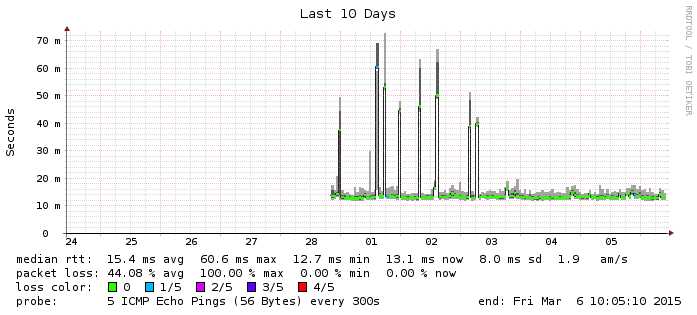 Last 10 Days
RRDTOOL / TOBI OETIKER
Seconds
70 m
60 m
50 m
40 m
30 m
20 m
10 m
0
24 25 26 27 28 01 02 03 04 05
median rtt: 15.4 ms avg 60.6 ms max 12.7 ms min 13.1 ms now 8.0 ms sd 1.9 am/s
packet loss: 44.08 % avg 100.00 % max 0.00 % min 0.00 % now
loss color: 0 1/5 2/5 3/5 4/5
probe: 5 ICMP Echo Pings (56 Bytes) every 300s end: Fri Mar 6 10:05:10 2015